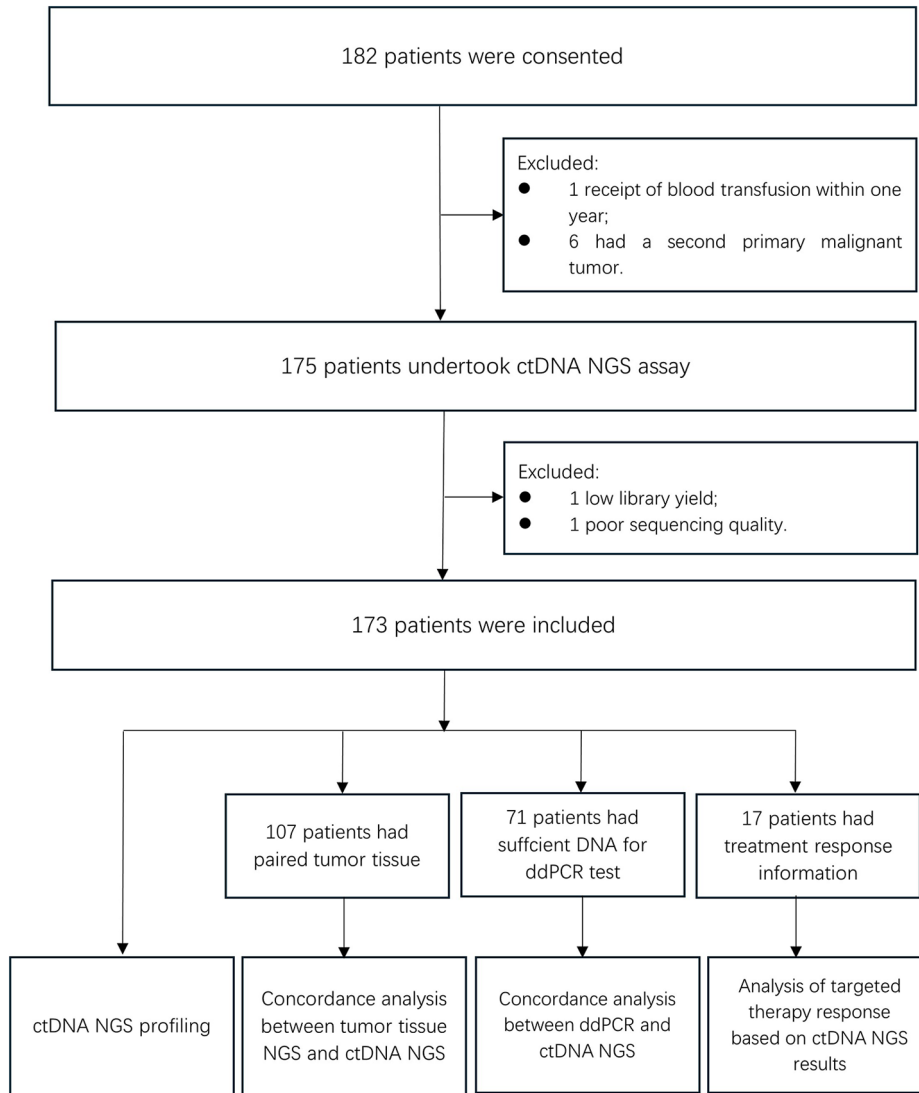 182 patients were consented
Excluded:
● 1 receipt of blood transfusion within one
year;
● 6 had a second primary malignant
tumor.
175 patients undertook ctDNA NGS assay
Excluded:
● 1 low library yield;
● 1 poor sequencing quality.
173 patients were included
107 patients had
paired tumor tissue
71 patients had
suffcient DNA for
ddPCR test
17 patients had
treatment response
information
ctDNA NGS profiling
Concordance analysis
between tumor tissue
NGS and ctDNA NGS
Concordance analysis
between ddPCR and
ctDNA NGS
Analysis of targeted
therapy response
based on ctDNA NGS
results